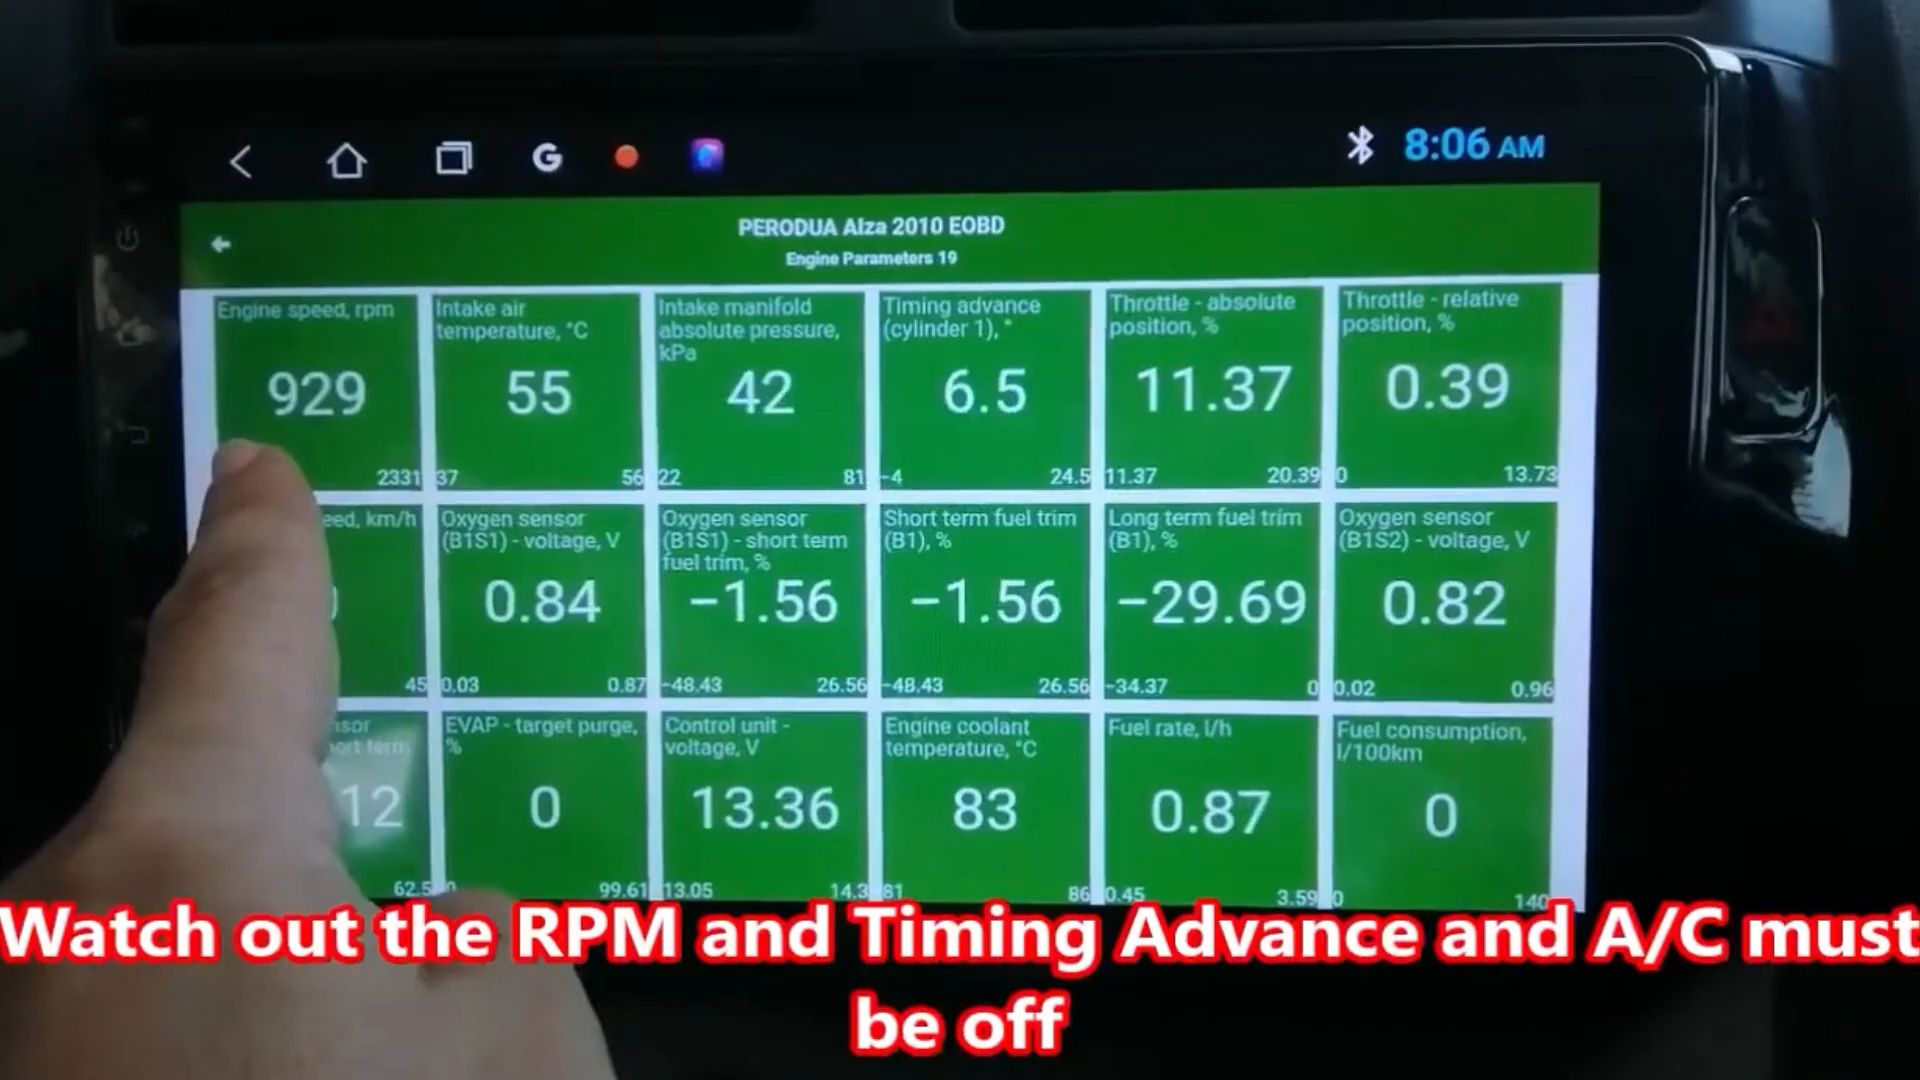 8:06 AM
PERODUA Alza 2010 EOBD
Engine Parameters 19
Engine speed, rpm
929
2331
Intake air
temperature, °C
55
37 56
Intake manifold
absolute pressure,
kPa
42
22 81
Timing advance
(cylinder 1), °
6.5
-4 24.5
Throttle - absolute
position, %
11.37
11.37 20.39
Throttle - relative
position, %
0.39
0 13.73
eed, km/h
45
Oxygen sensor
(B1S1) - voltage, V
0.84
0.03 0.87
Oxygen sensor
(B1S1) - short term
fuel trim, %
-1.56
-48.43 26.56
Short term fuel trim
(B1), %
-1.56
-48.43 26.56
Long term fuel trim
(B1), %
-29.69
-34.37 0
Oxygen sensor
(B1S2) - voltage, V
0.82
0.02 0.96
nsor
ort term
12
62.5
EVAP - target purge,
%
0
0 99.61
Control unit -
voltage, V
13.36
13.05 14.3
Engine coolant
temperature, °C
83
81 86
Fuel rate, l/h
0.87
0.45 3.59
Fuel consumption,
l/100km
0
0 140
Watch out the RPM and Timing Advance and A/C must
be off